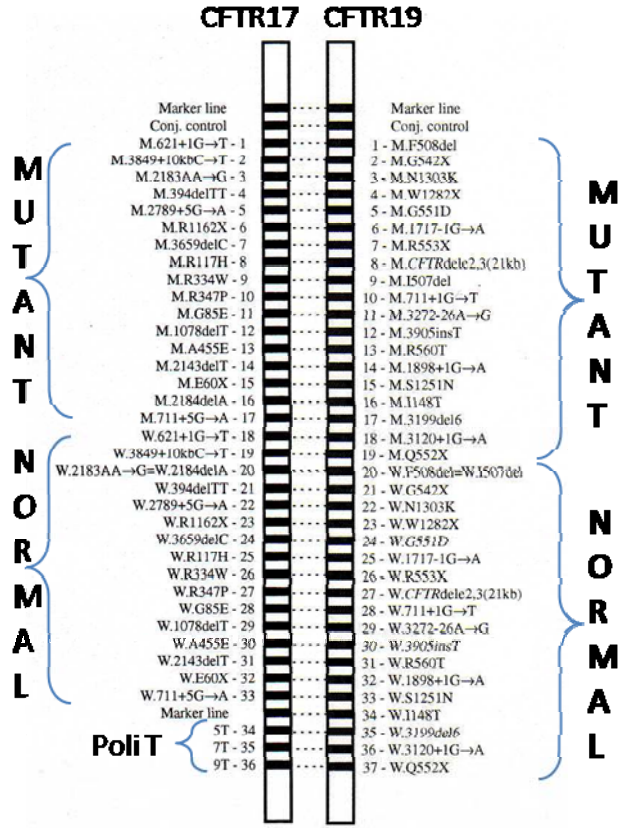 CFTR17 CFTR19
Marker line
Conj. control
M.621+1G→T - 1
M.3849+10kbC→T - 2
M.2183AA→G - 3
M.394delTT - 4
M.2789+5G→A - 5
M.R1162X - 6
M.3659delC - 7
M.R117H - 8
M.R334W - 9
M.R347P - 10
M.G85E - 11
M.1078delT - 12
M.A455E - 13
M.2143delT - 14
M.E60X - 15
M.2184delA - 16
M.711+5G→A - 17
W.621+1G→T - 18
W.3849+10kbC→T - 19
W.2183AA→G=W.2184delA - 20
W.394delTT - 21
W.2789+5G→A - 22
W.R1162X - 23
W.3659delC - 24
W.R117H - 25
W.R334W - 26
W.R347P - 27
W.G85E - 28
W.1078delT - 29
W.A455E - 30
W.2143delT - 31
W.E60X - 32
W.711+5G→A - 33
Marker line
5T - 34
7T - 35
9T - 36
MUTANT
NORMAL
Poli T
Marker line
Conj. control
1 - M.F508del
2 - M.G542X
3 - M.N1303K
4 - M.W1282X
5 - M.G551D
6 - M.1717-1G→A
7 - M.R553X
8 - M.CFTRdele2,3(21kb)
9 - M.I507del
10 - M.711+1G→T
11 - M.3272-26A→G
12 - M.3905insT
13 - M.R560T
14 - M.1898+1G→A
15 - M.S1251N
16 - M.I148T
17 - M.3199del6
18 - M.3120+1G→A
19 - M.Q552X
20 - W.F508del=W.I507del
21 - W.G542X
22 - W.N1303K
23 - W.W1282X
24 - W.G551D
25 - W.1717-1G→A
26 - W.R553X
27 - W.CFTRdele2,3(21kb)
28 - W.711+1G→T
29 - W.3272-26A→G
30 - W.3905insT
31 - W.R560T
32 - W.1898+1G→A
33 - W.S1251N
34 - W.I148T
35 - W.3199del6
36 - W.3120+1G→A
37 - W.Q552X
MUTANT
NORMAL